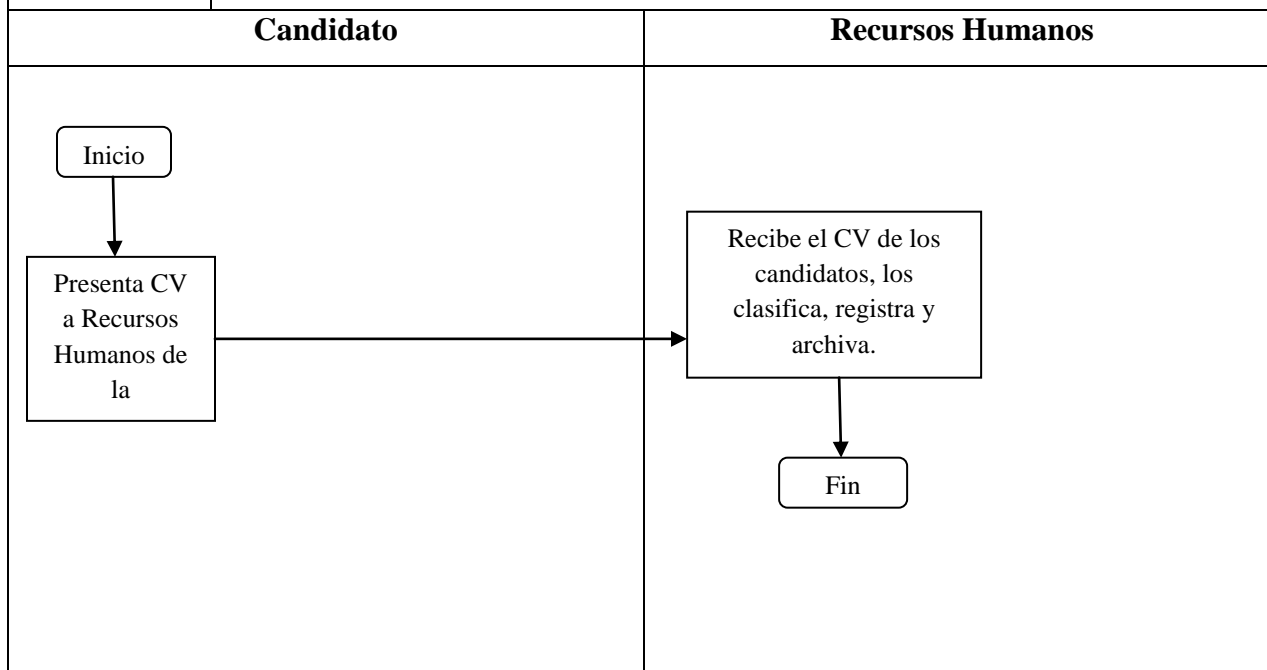 Candidato
Recursos Humanos
Inicio
Presenta CV
a Recursos
Humanos de
la
Recibe el CV de los
candidatos, los
clasifica, registra y
archiva.
Fin